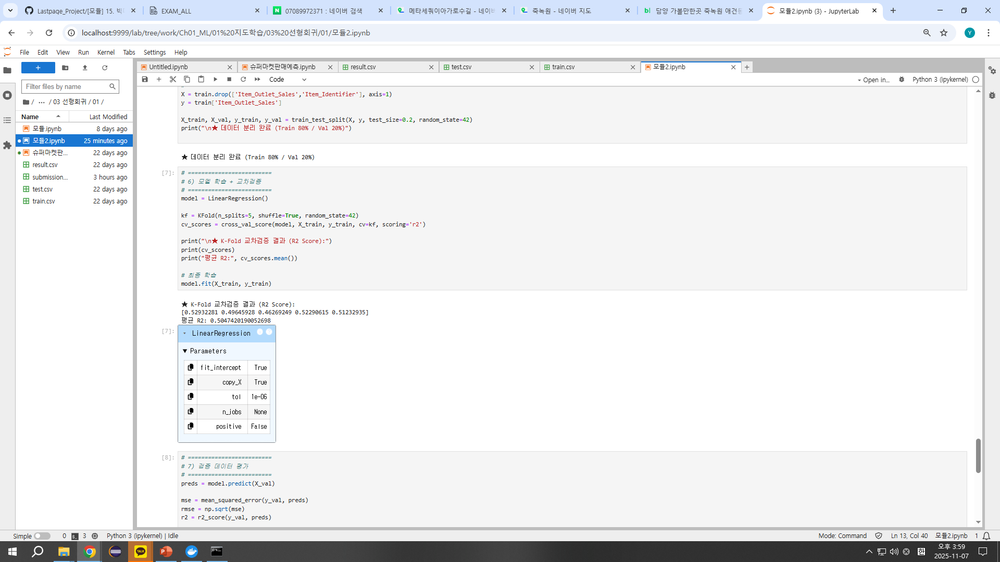 Lastpage_Project/[모듈] 15. 빅
EXAM_ALL
07089972371 : 네이버 검색
메타세쿼이아가로수길 - 네이버
죽녹원 - 네이버 지도
담양 가볼만한곳 죽녹원 애견동
모듈2.ipynb (3) - JupyterLab
localhost:9999/lab/tree/work/Ch01_ML/01%20지도학습/03%20선형회귀/01/모듈2.ipynb
Y
File Edit View Run Kernel Tabs Settings Help
Untitled.ipynb
슈퍼마켓판매예측.ipynb
result.csv
test.csv
train.csv
모듈2.ipynb
Code
Open in...
Python 3 (ipykernel)
Filter files by name
/ ... / 03 선형회귀 / 01 /
Name Last Modified
모듈.ipynb 8 days ago
모듈2.ipynb 25 minutes ago
슈퍼마켓판... 22 days ago
result.csv 22 days ago
submission... 3 hours ago
test.csv 22 days ago
train.csv 22 days ago
X = train.drop(['Item_Outlet_Sales','Item_Identifier'], axis=1)
y = train['Item_Outlet_Sales']
X_train, X_val, y_train, y_val = train_test_split(X, y, test_size=0.2, random_state=42)
print("\n★ 데이터 분리 완료 (Train 80% / Val 20%)")
★ 데이터 분리 완료 (Train 80% / Val 20%)
[7]:
# =========================
# 6) 모델 학습 + 교차검증
# =========================
model = LinearRegression()
kf = KFold(n_splits=5, shuffle=True, random_state=42)
cv_scores = cross_val_score(model, X_train, y_train, cv=kf, scoring='r2')
print("\n★ K-Fold 교차검증 결과 (R2 Score):")
print(cv_scores)
print("평균 R2:", cv_scores.mean())
# 최종 학습
model.fit(X_train, y_train)
★ K-Fold 교차검증 결과 (R2 Score):
[0.52932281 0.49645928 0.46269249 0.52290615 0.51232935]
평균 R2: 0.5047420190052698
[7]:
LinearRegression
Parameters
fit_intercept True
copy_X True
tol 1e-06
n_jobs None
positive False
[8]:
# =========================
# 7) 검증 데이터 평가
# =========================
preds = model.predict(X_val)
mse = mean_squared_error(y_val, preds)
rmse = np.sqrt(mse)
r2 = r2_score(y_val, preds)
Simple 0 3 Python 3 (ipykernel) | Idle
Mode: Command Ln 13, Col 40 모듈2.ipynb 1
TALK
한
오후 3:59
2025-11-07